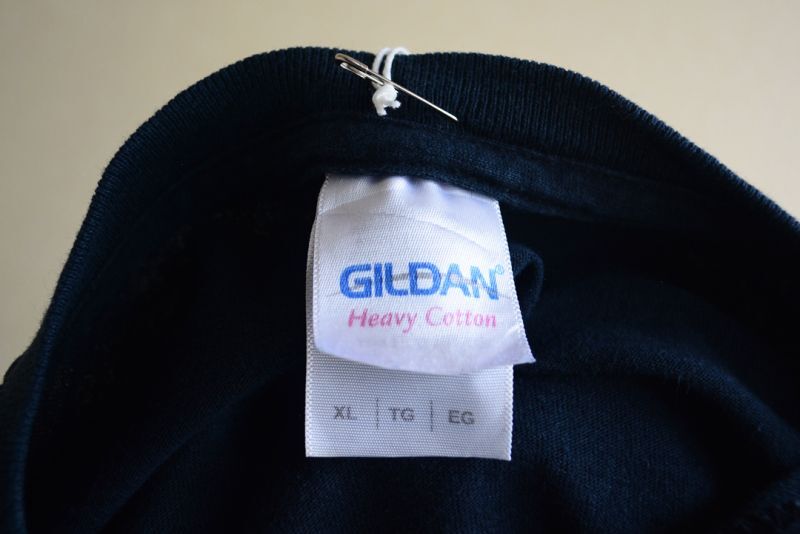 GILDAN®
Heavy Cotton
XL | TG | EG